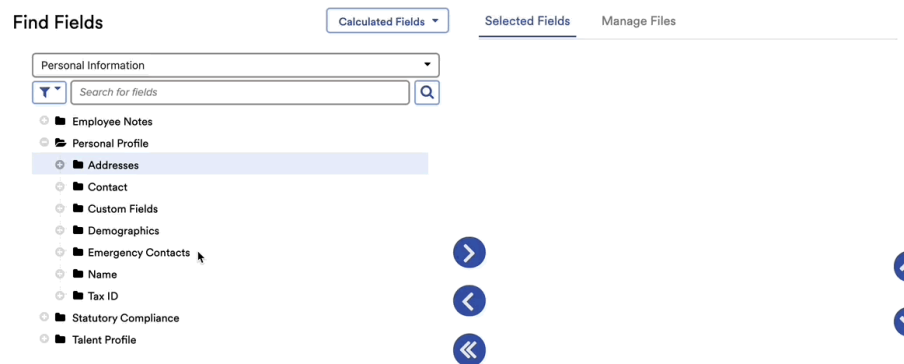 Find Fields
Calculated Fields
Selected Fields
Manage Files
Personal Information
Search for fields
Employee Notes
Personal Profile
Addresses
Contact
Custom Fields
Demographics
Emergency Contacts
Name
Tax ID
Statutory Compliance
Talent Profile